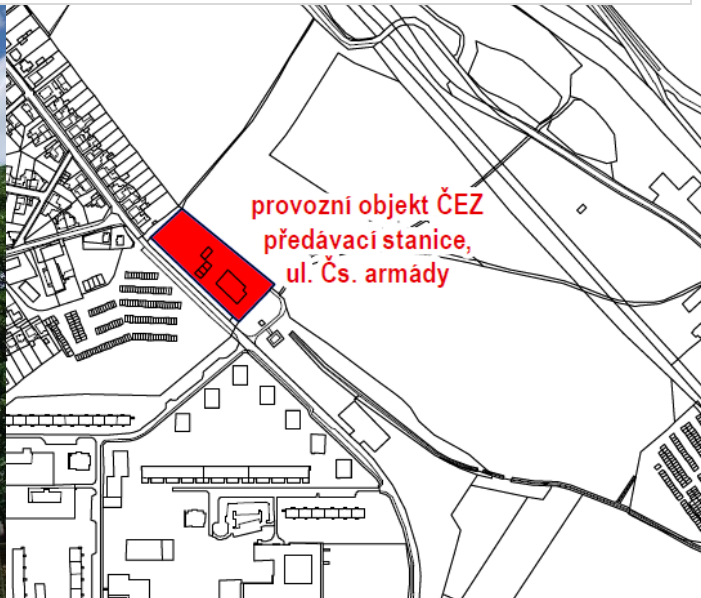 provozní objekt ČEZ
předávací stanice,
ul. Čs. armády